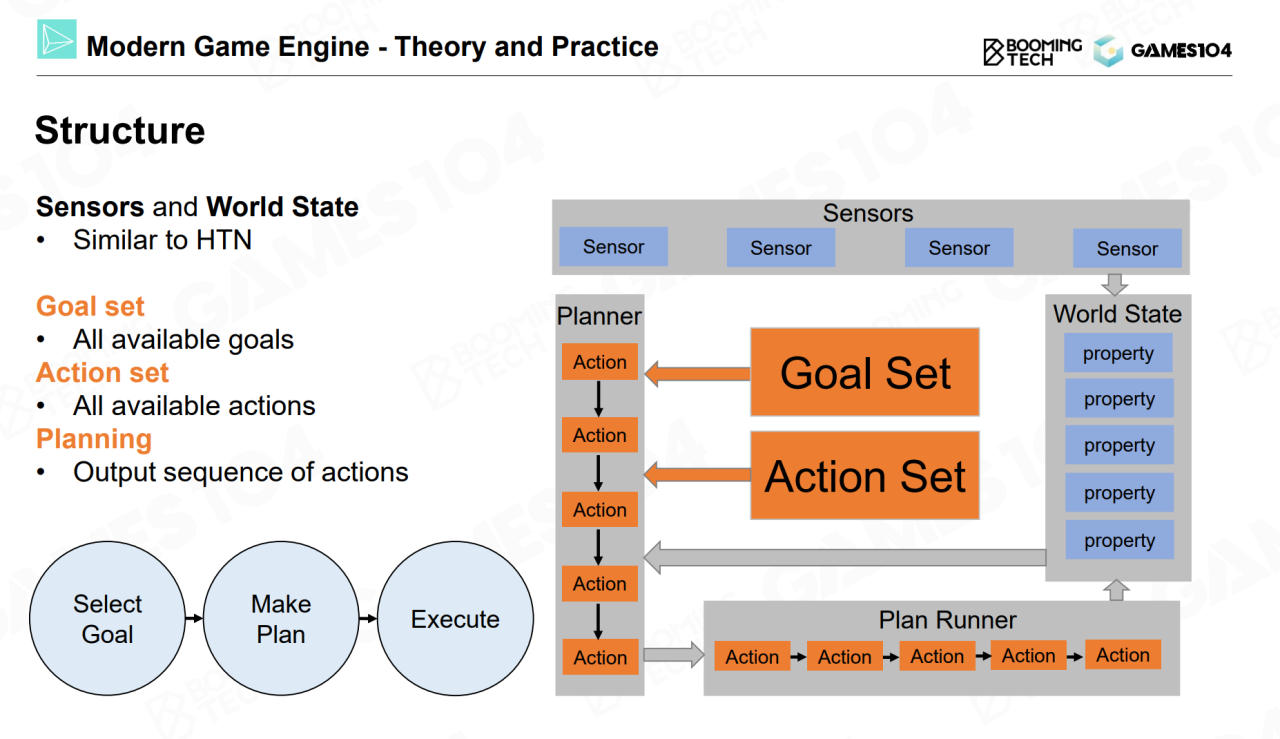 Modern Game Engine - Theory and Practice
BOOMING
TECH
GAMES104
Structure
Sensors and World State
• Similar to HTN
Goal set
• All available goals
Action set
• All available actions
Planning
• Output sequence of actions
Select
Goal
Make
Plan
Execute
Sensors
Sensor
Sensor
Sensor
Sensor
Planner
Action
Action
Action
Action
Action
Goal Set
Action Set
World State
property
property
property
property
property
Plan Runner
Action
Action
Action
Action
Action